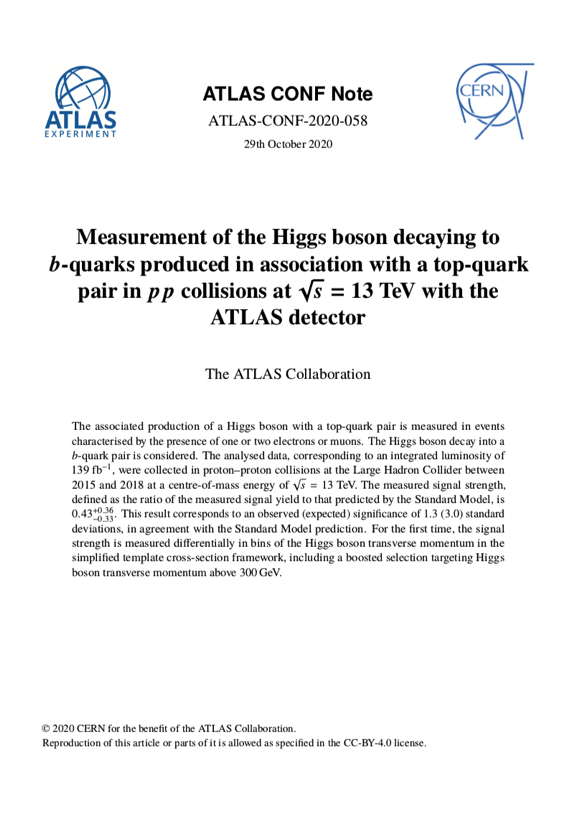 ATLAS
EXPERIMENT
ATLAS CONF Note
ATLAS-CONF-2020-058
29th October 2020
CERN
Measurement of the Higgs boson decaying to
b-quarks produced in association with a top-quark
pair in pp collisions at √s = 13 TeV with the
ATLAS detector
The ATLAS Collaboration
The associated production of a Higgs boson with a top-quark pair is measured in events
characterised by the presence of one or two electrons or muons. The Higgs boson decay into a
b-quark pair is considered. The analysed data, corresponding to an integrated luminosity of
139 fb⁻¹, were collected in proton–proton collisions at the Large Hadron Collider between
2015 and 2018 at a centre-of-mass energy of √s = 13 TeV. The measured signal strength,
defined as the ratio of the measured signal yield to that predicted by the Standard Model, is
0.43+0.36−0.33. This result corresponds to an observed (expected) significance of 1.3 (3.0) standard
deviations, in agreement with the Standard Model prediction. For the first time, the signal
strength is measured differentially in bins of the Higgs boson transverse momentum in the
simplified template cross-section framework, including a boosted selection targeting Higgs
boson transverse momentum above 300 GeV.
© 2020 CERN for the benefit of the ATLAS Collaboration.
Reproduction of this article or parts of it is allowed as specified in the CC-BY-4.0 license.